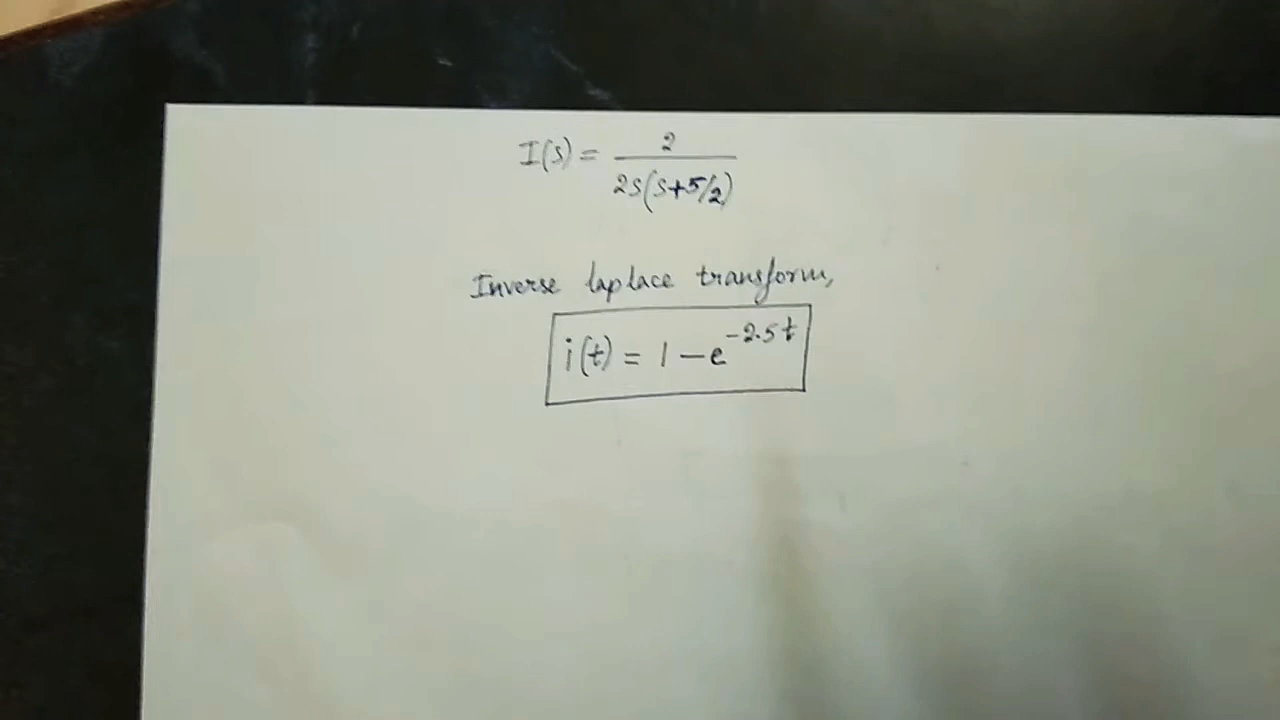 I(s) = 2 / 2s(s+5/2)
Inverse laplace transform,
i(t) = 1 - e^-2.5t